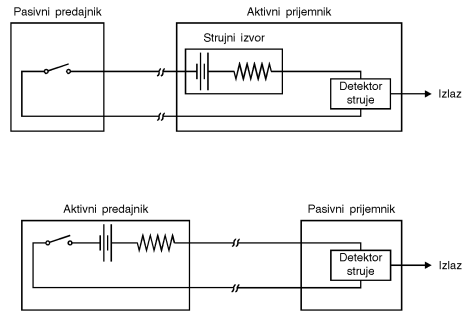 Pasivni predajnik
Aktivni prijemnik
Strujni izvor
Detektor
struje
Izlaz
Aktivni predajnik
Pasivni prijemnik
Detektor
struje
Izlaz